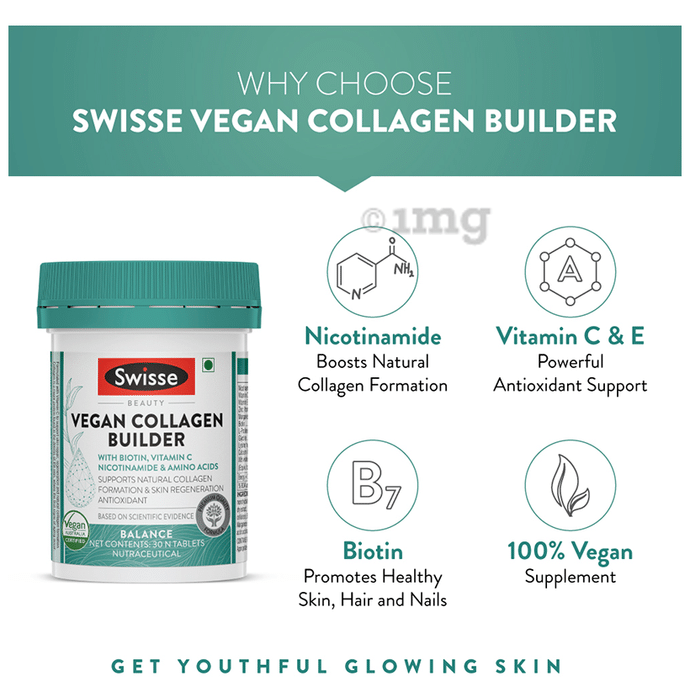 WHY CHOOSE
SWISSE VEGAN COLLAGEN BUILDER
©1mg
N
O
NH₂
Nicotinamide
Boosts Natural
Collagen Formation
A
Vitamin C & E
Powerful
Antioxidant Support
Swisse
BEAUTY
VEGAN COLLAGEN
BUILDER
WITH BIOTIN, VITAMIN C
NICOTINAMIDE & AMINO ACIDS
SUPPORTS NATURAL COLLAGEN
FORMATION & SKIN REGENERATION
ANTIOXIDANT
BASED ON SCIENTIFIC EVIDENCE
Vegan
AUSTRALIA
CERTIFIED
BALANCE
NET CONTENTS: 30 N TABLETS
NUTRACEUTICAL
B₇
Biotin
Promotes Healthy
Skin, Hair and Nails
100% Vegan
Supplement
GET YOUTHFUL GLOWING SKIN